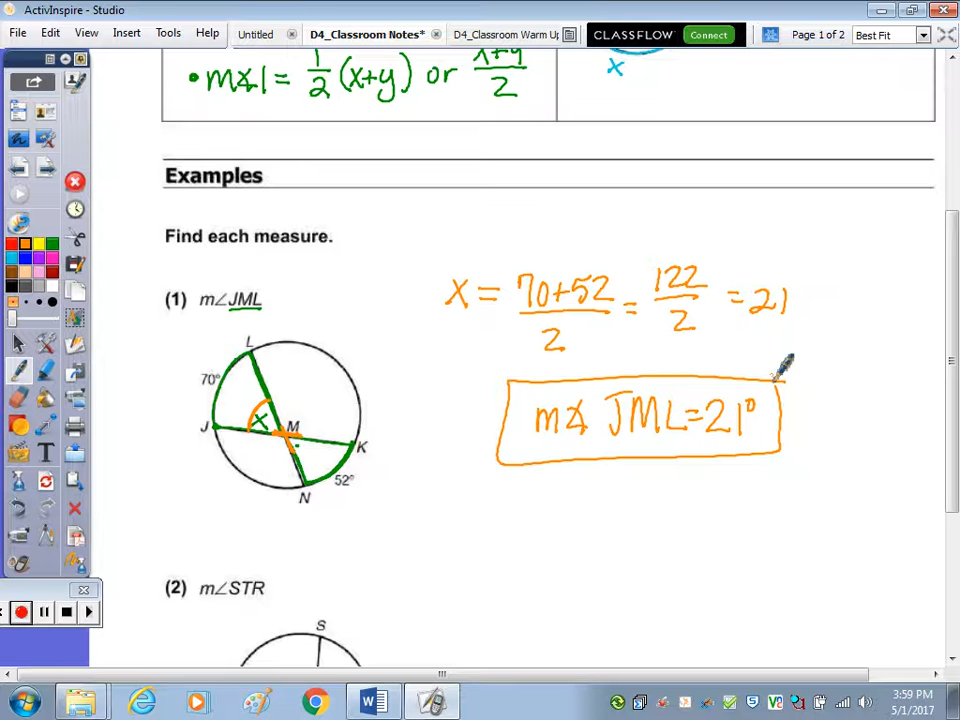 ActivInspire - Studio
File Edit View Insert Tools Help Untitled D4_Classroom Notes* D4_Classroom Warm Up CLASSFLOW Connect Page 1 of 2 Best Fit
• m∡1 = 1/2 (x+y) or x+y/2
x
Examples
Find each measure.
(1) m∠JML
x = 70+52/2 = 122/2 = 21
L
70°
J
X
M
K
52°
N
m∡ JML=21°
(2) m∠STR
S
3:59 PM
5/1/2017